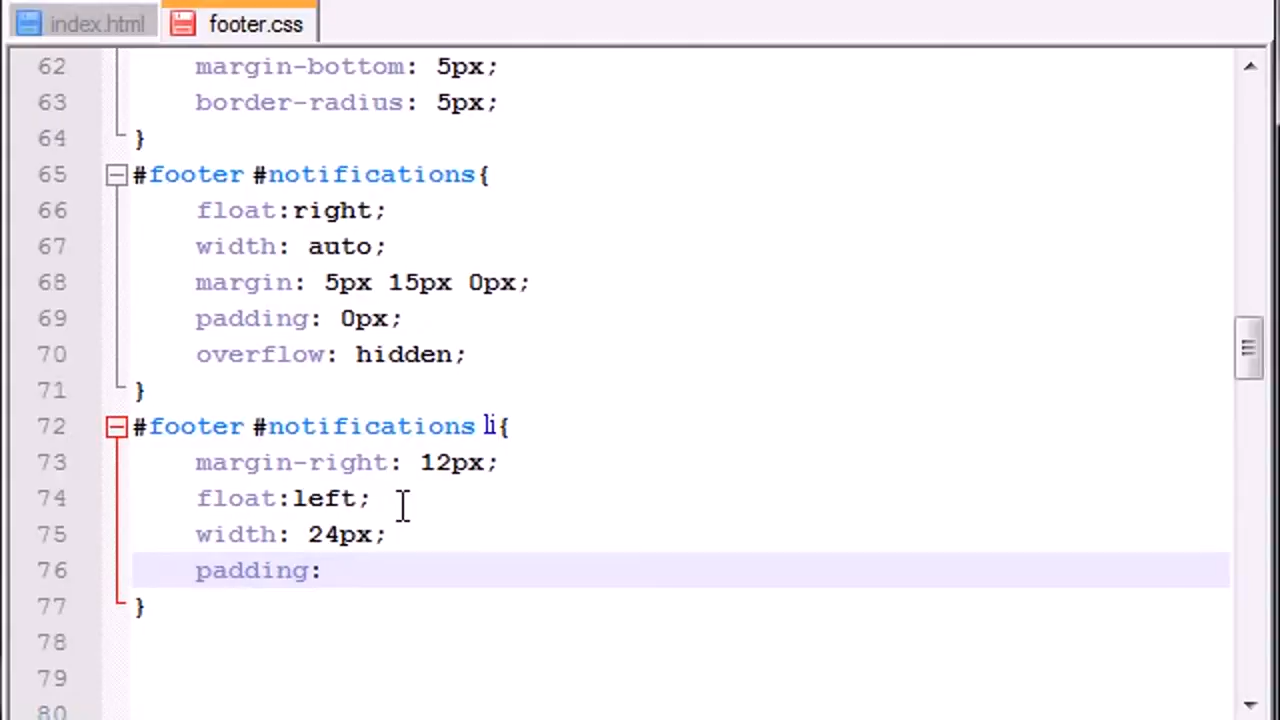 index.html footer.css
62 margin-bottom: 5px;
63 border-radius: 5px;
64 }
65 #footer #notifications{
66 float:right;
67 width: auto;
68 margin: 5px 15px 0px;
69 padding: 0px;
70 overflow: hidden;
71 }
72 #footer #notifications li{
73 margin-right: 12px;
74 float:left;
75 width: 24px;
76 padding:
77 }
78
79
80